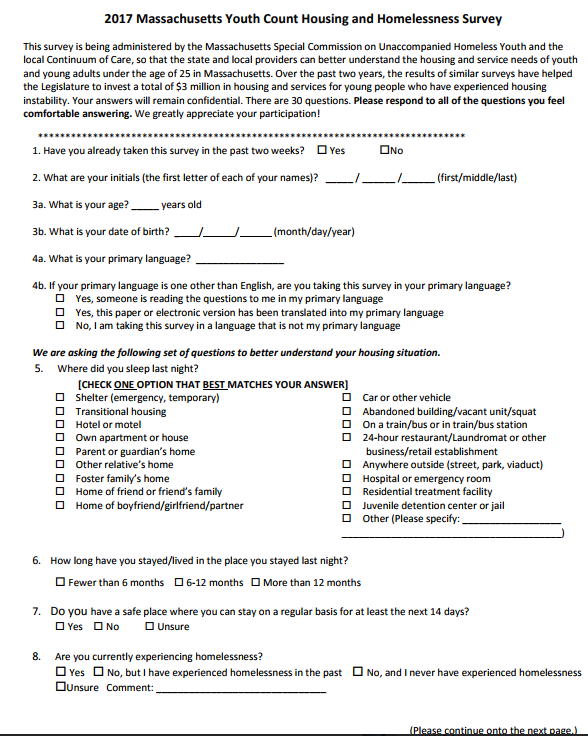 2017 Massachusetts Youth Count Housing and Homelessness Survey
This survey is being administered by the Massachusetts Special Commission on Unaccompanied Homeless Youth and the
local Continuum of Care, so that the state and local providers can better understand the housing and service needs of youth
and young adults under the age of 25 in Massachusetts. Over the past two years, the results of similar surveys have helped
the Legislature to invest a total of $3 million in housing and services for young people who have experienced housing
instability. Your answers will remain confidential. There are 30 questions. Please respond to all of the questions you feel
comfortable answering. We greatly appreciate your participation!
******************************************************************************
1. Have you already taken this survey in the past two weeks? ☐ Yes ☐No
2. What are your initials (the first letter of each of your names)? _____ / ______ /______ (first/middle/last)
3a. What is your age? _____ years old
3b. What is your date of birth? _____/______/______ (month/day/year)
4a. What is your primary language? ________________
4b. If your primary language is one other than English, are you taking this survey in your primary language?
☐ Yes, someone is reading the questions to me in my primary language
☐ Yes, this paper or electronic version has been translated into my primary language
☐ No, I am taking this survey in a language that is not my primary language
We are asking the following set of questions to better understand your housing situation.
5. Where did you sleep last night?
[CHECK ONE OPTION THAT BEST MATCHES YOUR ANSWER]
☐ Shelter (emergency, temporary)
☐ Transitional housing
☐ Hotel or motel
☐ Own apartment or house
☐ Parent or guardian's home
☐ Other relative's home
☐ Foster family's home
☐ Home of friend or friend's family
☐ Home of boyfriend/girlfriend/partner
☐ Car or other vehicle
☐ Abandoned building/vacant unit/squat
☐ On a train/bus or in train/bus station
☐ 24-hour restaurant/Laundromat or other
business/retail establishment
☐ Anywhere outside (street, park, viaduct)
☐ Hospital or emergency room
☐ Residential treatment facility
☐ Juvenile detention center or jail
☐ Other (Please specify: __________________
________________________________________)
6. How long have you stayed/lived in the place you stayed last night?
☐ Fewer than 6 months ☐ 6-12 months ☐ More than 12 months
7. Do you have a safe place where you can stay on a regular basis for at least the next 14 days?
☐ Yes ☐ No ☐ Unsure
8. Are you currently experiencing homelessness?
☐ Yes ☐ No, but I have experienced homelessness in the past ☐ No, and I never have experienced homelessness
☐Unsure Comment: _______________________________
(Please continue onto the next page.)